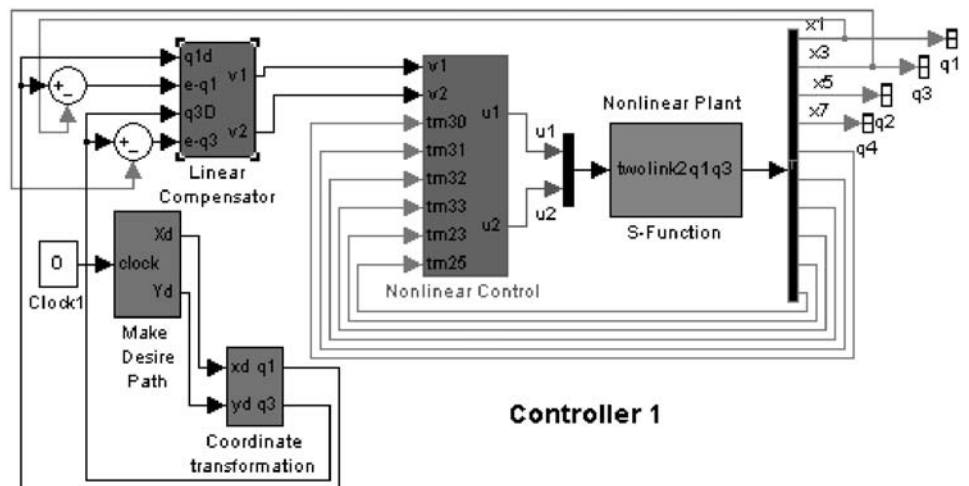 q1d
e-q1
q3D
e-q3
v1
v2
Linear
Compensator
v1
v2
tm30
tm31
tm32
tm33
tm23
tm25
u1
u2
Nonlinear Control
u1
u2
Nonlinear Plant
twolink2q1q3
S-Function
x1
x3
x5
x7
q1
q3
q2
q4
0
Clock1
clock
Xd
Yd
Make
Desire
Path
xd q1
yd q3
Coordinate
transformation
Controller 1